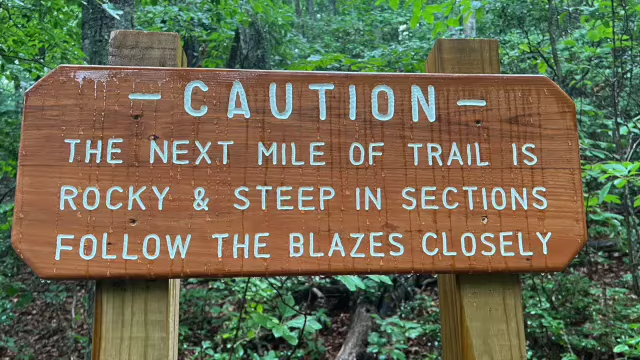 - CAUTION -
THE NEXT MILE OF TRAIL IS
ROCKY & STEEP IN SECTIONS
FOLLOW THE BLAZES CLOSELY